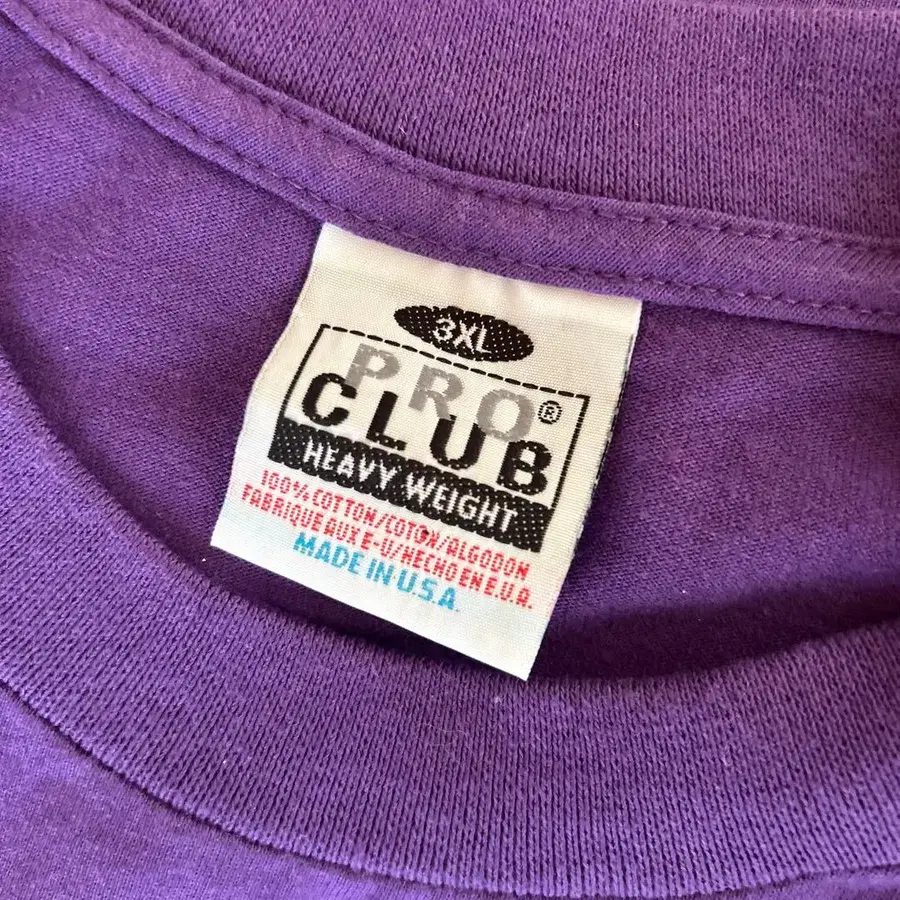 3XL
PRO®
CLUB
HEAVY WEIGHT
100% COTTON/COTON/ALGODON
FABRIQUE AUX E-U/HECHO EN E.U.A.
MADE IN U.S.A.